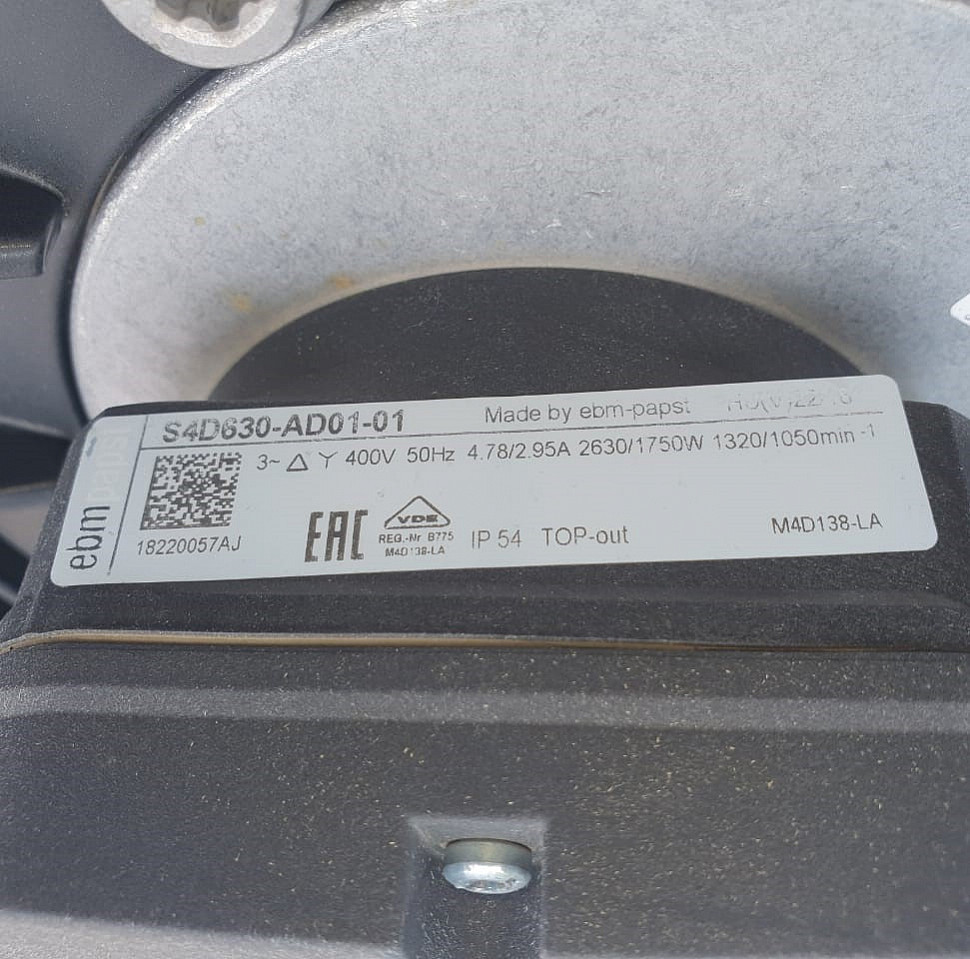 S4D630-AD01-01 Made by ebm-papst
3~ △ Y 400V 50Hz 4.78/2.95A 2630/1750W 1320/1050min -1
ebmpapst
18220057AJ
EAC
VDE
REG.-Nr B775
M4D138-LA
IP 54 TOP-out
M4D138-LA